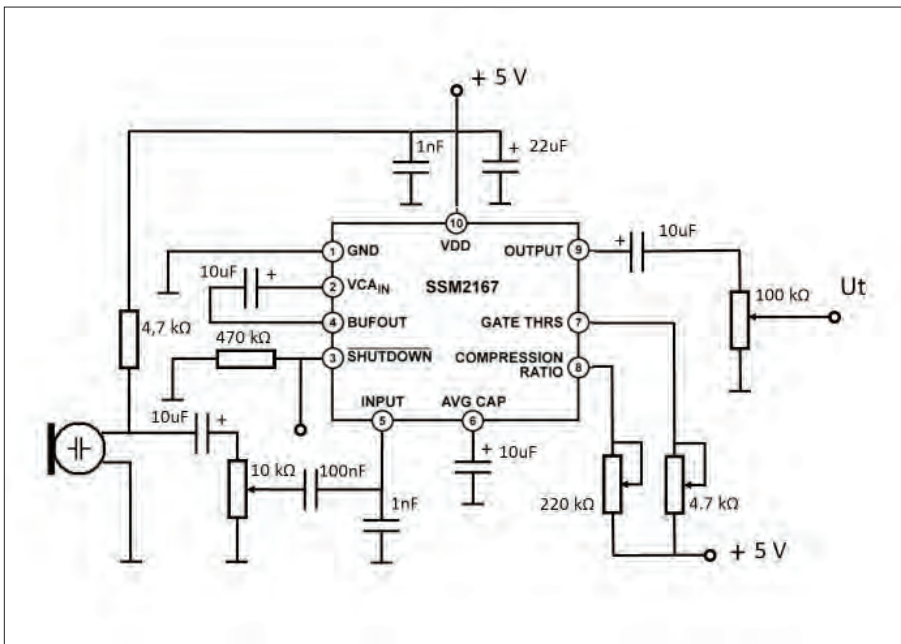 + 5 V
1nF
+ 22uF
10
VDD
1 GND
OUTPUT 9
+ 10uF
10uF +
2 VCAIN
SSM2167
100 kΩ
Ut
4 BUFOUT
GATE THRS 7
4,7 kΩ
470 kΩ
3 SHUTDOWN
COMPRESSION
RATIO
8
INPUT
AVG CAP
5
6
10uF +
+ 10uF
10 kΩ
100nF
1nF
220 kΩ
4.7 kΩ
+ 5 V